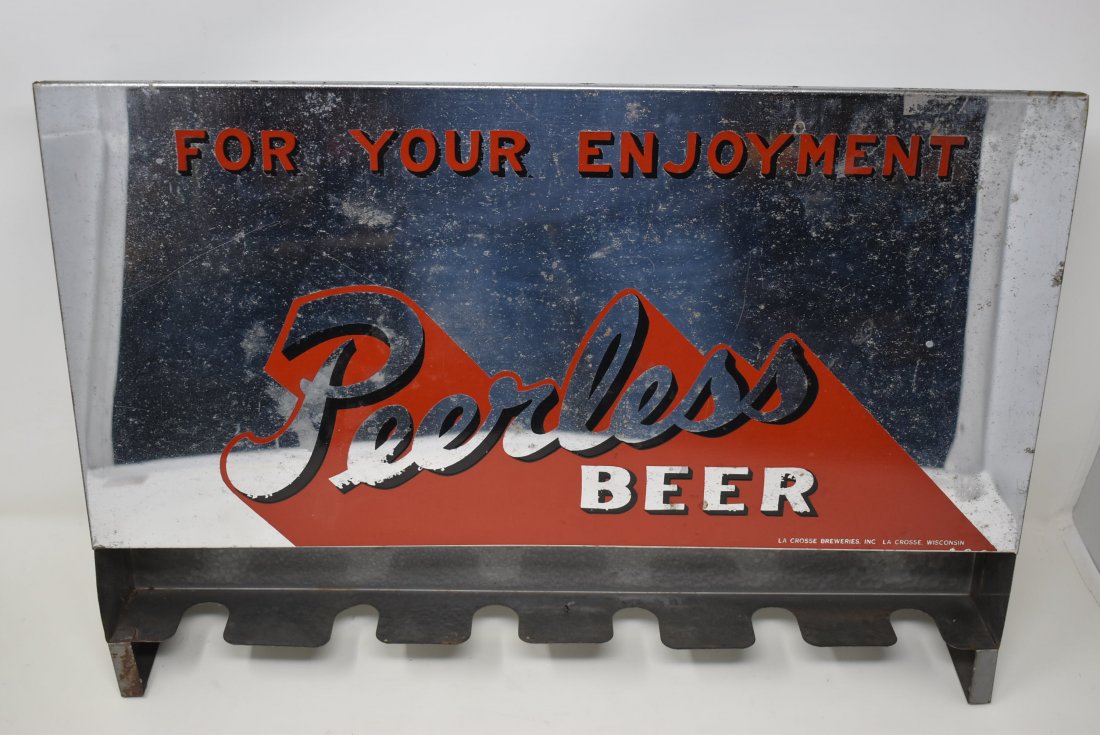 FOR YOUR ENJOYMENT
Peerless
BEER
LA CROSSE BREWERIES, INC. LA CROSSE, WISCONSIN